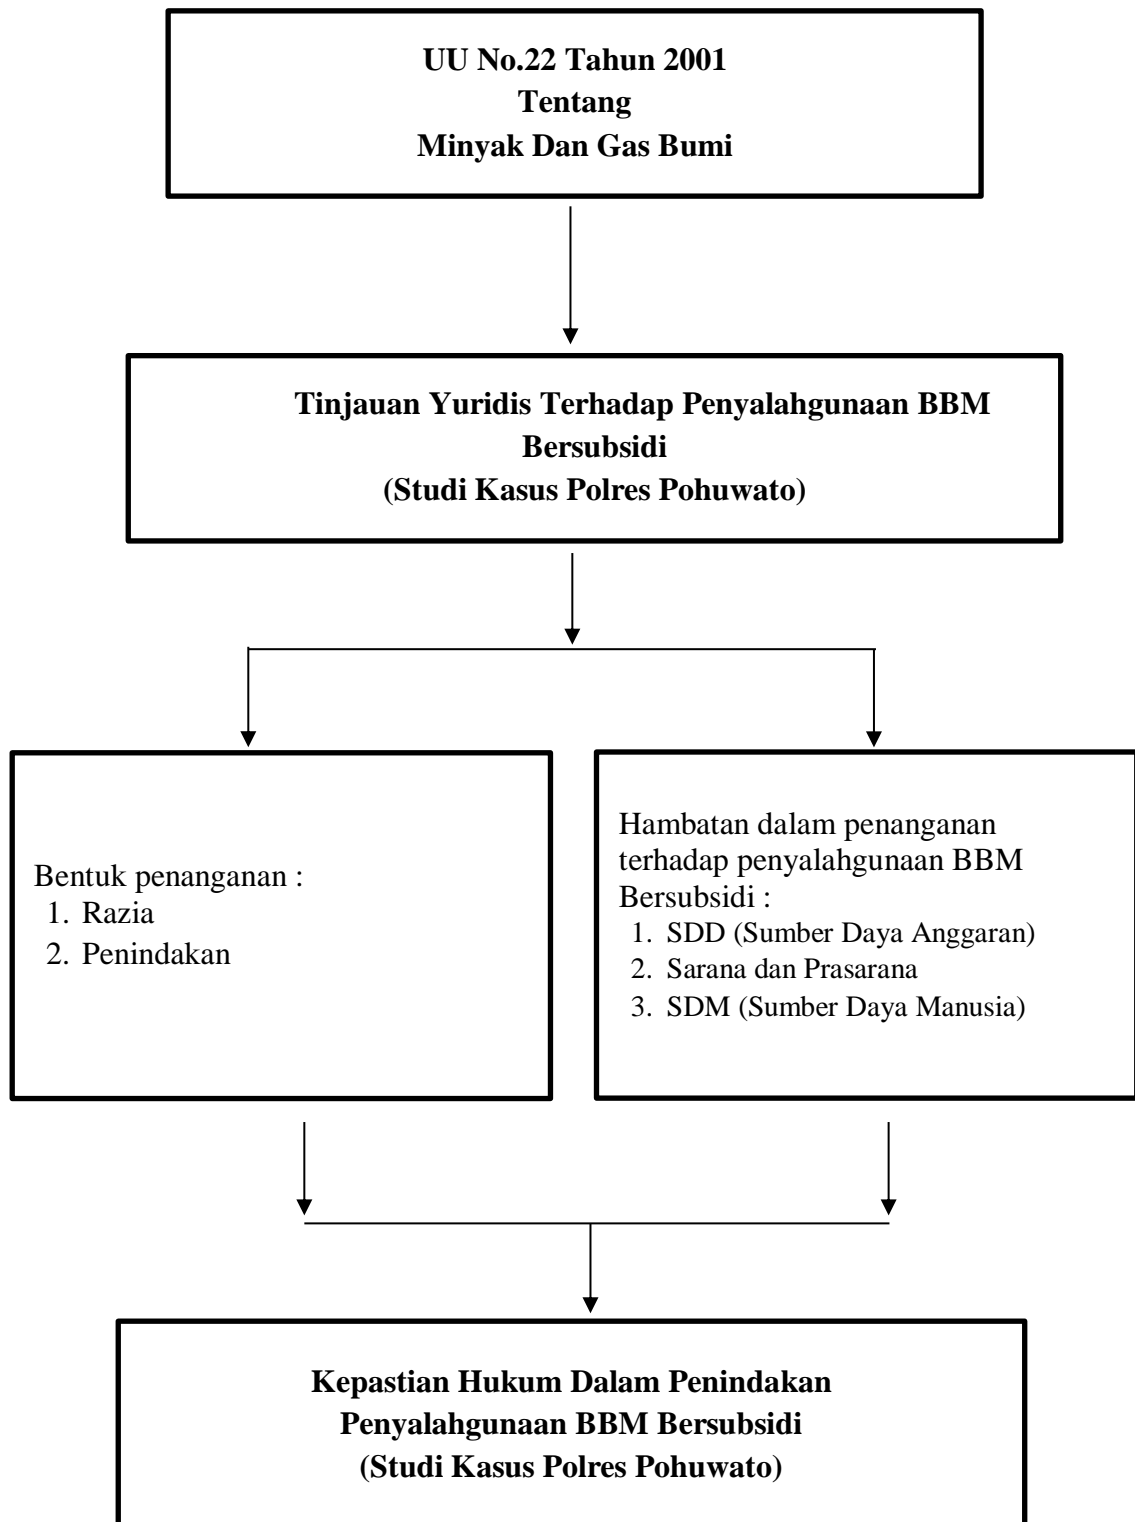 UU No.22 Tahun 2001
Tentang
Minyak Dan Gas Bumi
Tinjauan Yuridis Terhadap Penyalahgunaan BBM
Bersubsidi
(Studi Kasus Polres Pohuwato)
Bentuk penanganan :
1. Razia
2. Penindakan
Hambatan dalam penanganan
terhadap penyalahgunaan BBM
Bersubsidi :
1. SDD (Sumber Daya Anggaran)
2. Sarana dan Prasarana
3. SDM (Sumber Daya Manusia)
Kepastian Hukum Dalam Penindakan
Penyalahgunaan BBM Bersubsidi
(Studi Kasus Polres Pohuwato)